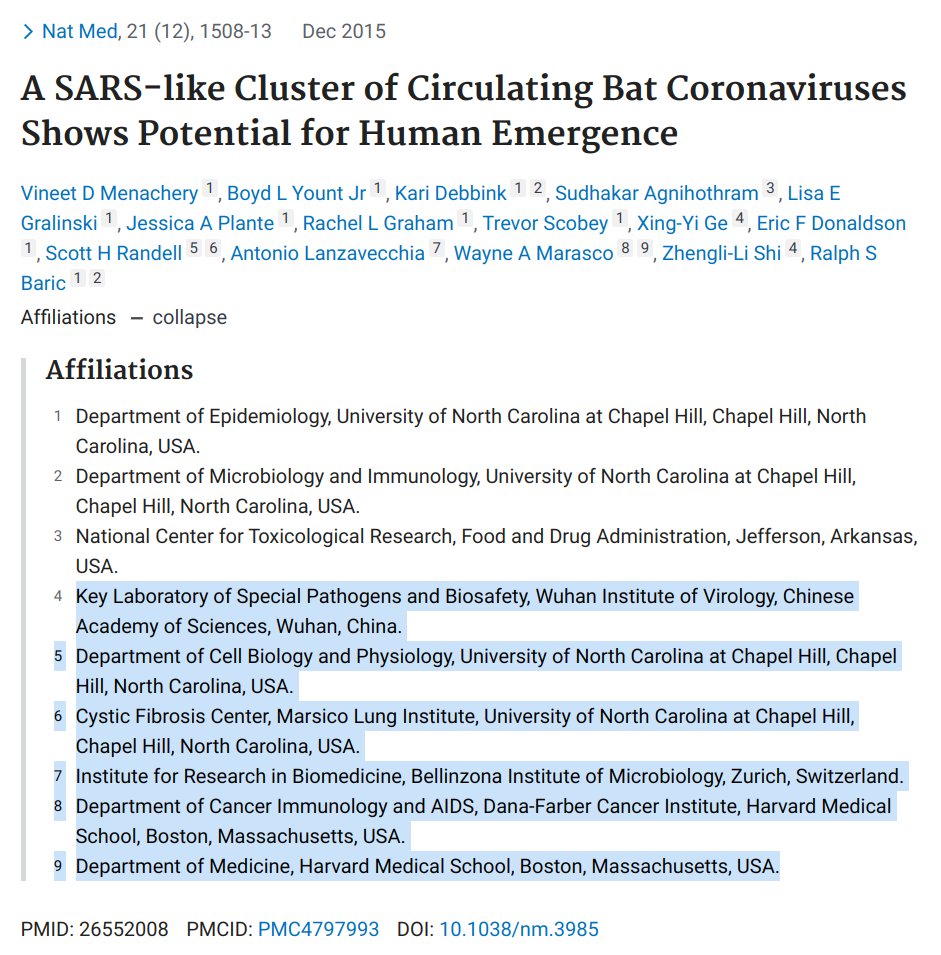 > Nat Med, 21 (12), 1508-13 Dec 2015
A SARS-like Cluster of Circulating Bat Coronaviruses
Shows Potential for Human Emergence
Vineet D Menachery 1, Boyd L Yount Jr 1, Kari Debbink 1 2, Sudhakar Agnihothram 3, Lisa E
Gralinski 1, Jessica A Plante 1, Rachel L Graham 1, Trevor Scobey 1, Xing-Yi Ge 4, Eric F Donaldson
1, Scott H Randell 5 6, Antonio Lanzavecchia 7, Wayne A Marasco 8 9, Zhengli-Li Shi 4, Ralph S
Baric 1 2
Affiliations — collapse
Affiliations
1 Department of Epidemiology, University of North Carolina at Chapel Hill, Chapel Hill, North
Carolina, USA.
2 Department of Microbiology and Immunology, University of North Carolina at Chapel Hill,
Chapel Hill, North Carolina, USA.
3 National Center for Toxicological Research, Food and Drug Administration, Jefferson, Arkansas,
USA.
4 Key Laboratory of Special Pathogens and Biosafety, Wuhan Institute of Virology, Chinese
Academy of Sciences, Wuhan, China.
5 Department of Cell Biology and Physiology, University of North Carolina at Chapel Hill, Chapel
Hill, North Carolina, USA.
6 Cystic Fibrosis Center, Marsico Lung Institute, University of North Carolina at Chapel Hill,
Chapel Hill, North Carolina, USA.
7 Institute for Research in Biomedicine, Bellinzona Institute of Microbiology, Zurich, Switzerland.
8 Department of Cancer Immunology and AIDS, Dana-Farber Cancer Institute, Harvard Medical
School, Boston, Massachusetts, USA.
9 Department of Medicine, Harvard Medical School, Boston, Massachusetts, USA.
PMID: 26552008 PMCID: PMC4797993 DOI: 10.1038/nm.3985